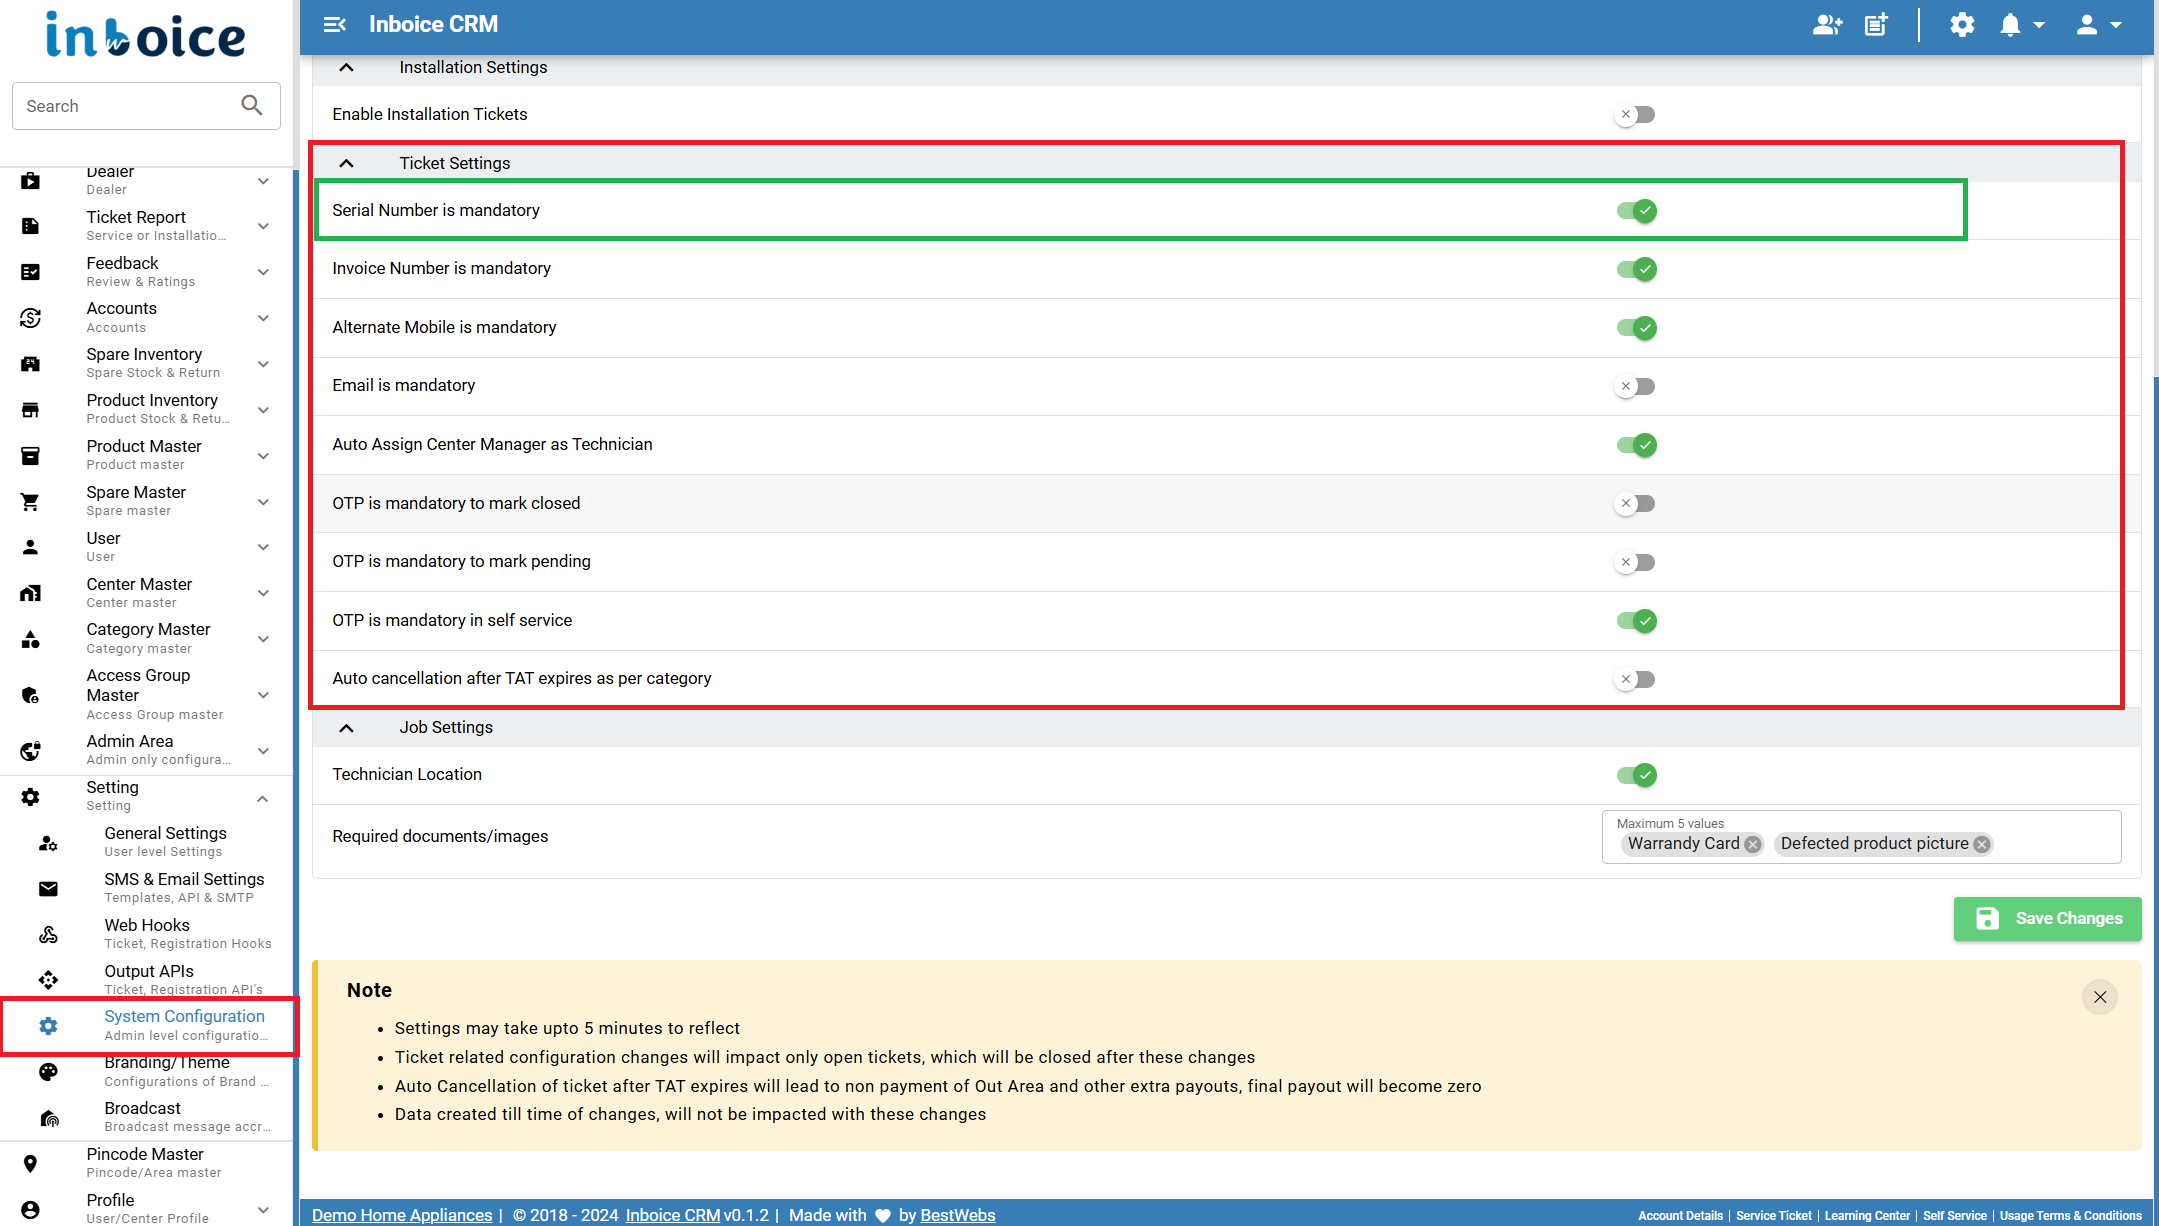 inboice
Search
Dealer
Dealer
Ticket Report
Service or Installatio...
Feedback
Review & Ratings
Accounts
Accounts
Spare Inventory
Spare Stock & Return
Product Inventory
Product Stock & Retu...
Product Master
Product master
Spare Master
Spare master
User
User
Center Master
Center master
Category Master
Category master
Access Group
Master
Access Group master
Admin Area
Admin only configura...
Setting
Setting
General Settings
User level Settings
SMS & Email Settings
Templates, API & SMTP
Web Hooks
Ticket, Registration Hooks
Output APIs
Ticket, Registration API's
System Configuration
Admin level configuratio...
Branding/Theme
Configurations of Brand ...
Broadcast
Broadcast message accr...
Pincode Master
Pincode/Area master
Profile
User/Center Profile
Inboice CRM
Installation Settings
Enable Installation Tickets
Ticket Settings
Serial Number is mandatory
Invoice Number is mandatory
Alternate Mobile is mandatory
Email is mandatory
Auto Assign Center Manager as Technician
OTP is mandatory to mark closed
OTP is mandatory to mark pending
OTP is mandatory in self service
Auto cancellation after TAT expires as per category
Job Settings
Technician Location
Required documents/images
Maximum 5 values
Warrandy Card Defected product picture
Save Changes
Note
• Settings may take upto 5 minutes to reflect
• Ticket related configuration changes will impact only open tickets, which will be closed after these changes
• Auto Cancellation of ticket after TAT expires will lead to non payment of Out Area and other extra payouts, final payout will become zero
• Data created till time of changes, will not be impacted with these changes
Demo Home Appliances | © 2018 - 2024 Inboice CRM v0.1.2 | Made with ♥ by BestWebs
Account Details | Service Ticket | Learning Center | Self Service | Usage Terms & Conditions